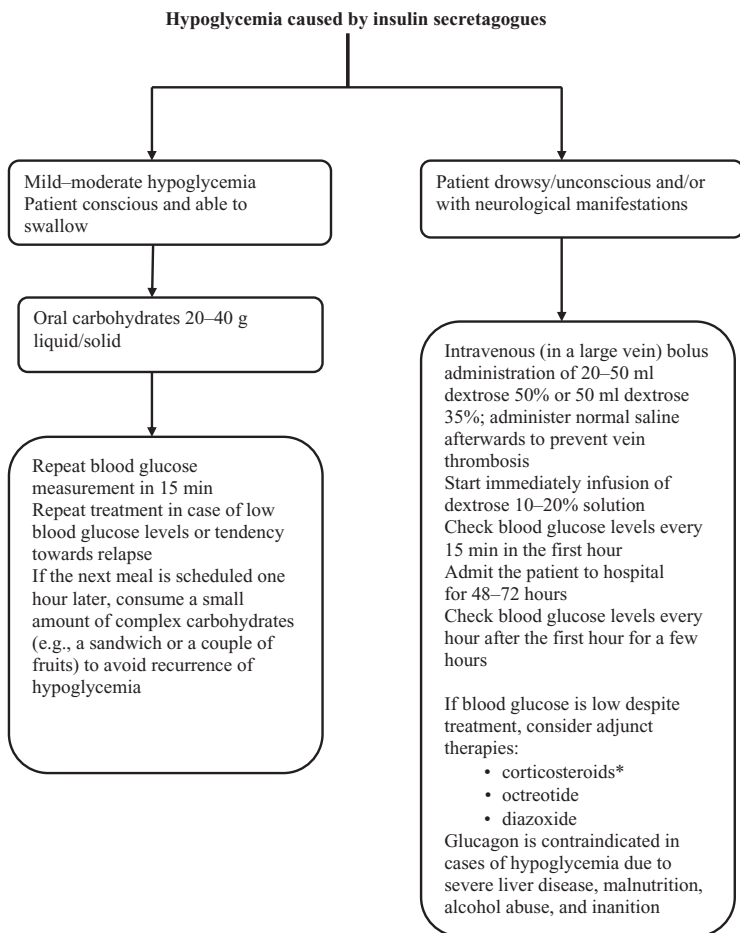 Hypoglycemia caused by insulin secretagogues
Mild–moderate hypoglycemia
Patient conscious and able to
swallow
Oral carbohydrates 20–40 g
liquid/solid
Repeat blood glucose
measurement in 15 min
Repeat treatment in case of low
blood glucose levels or tendency
towards relapse
If the next meal is scheduled one
hour later, consume a small
amount of complex carbohydrates
(e.g., a sandwich or a couple of
fruits) to avoid recurrence of
hypoglycemia
Patient drowsy/unconscious and/or
with neurological manifestations
Intravenous (in a large vein) bolus
administration of 20–50 ml
dextrose 50% or 50 ml dextrose
35%; administer normal saline
afterwards to prevent vein
thrombosis
Start immediately infusion of
dextrose 10–20% solution
Check blood glucose levels every
15 min in the first hour
Admit the patient to hospital
for 48–72 hours
Check blood glucose levels every
hour after the first hour for a few
hours
If blood glucose is low despite
treatment, consider adjunct
therapies:
• corticosteroids*
• octreotide
• diazoxide
Glucagon is contraindicated in
cases of hypoglycemia due to
severe liver disease, malnutrition,
alcohol abuse, and inanition